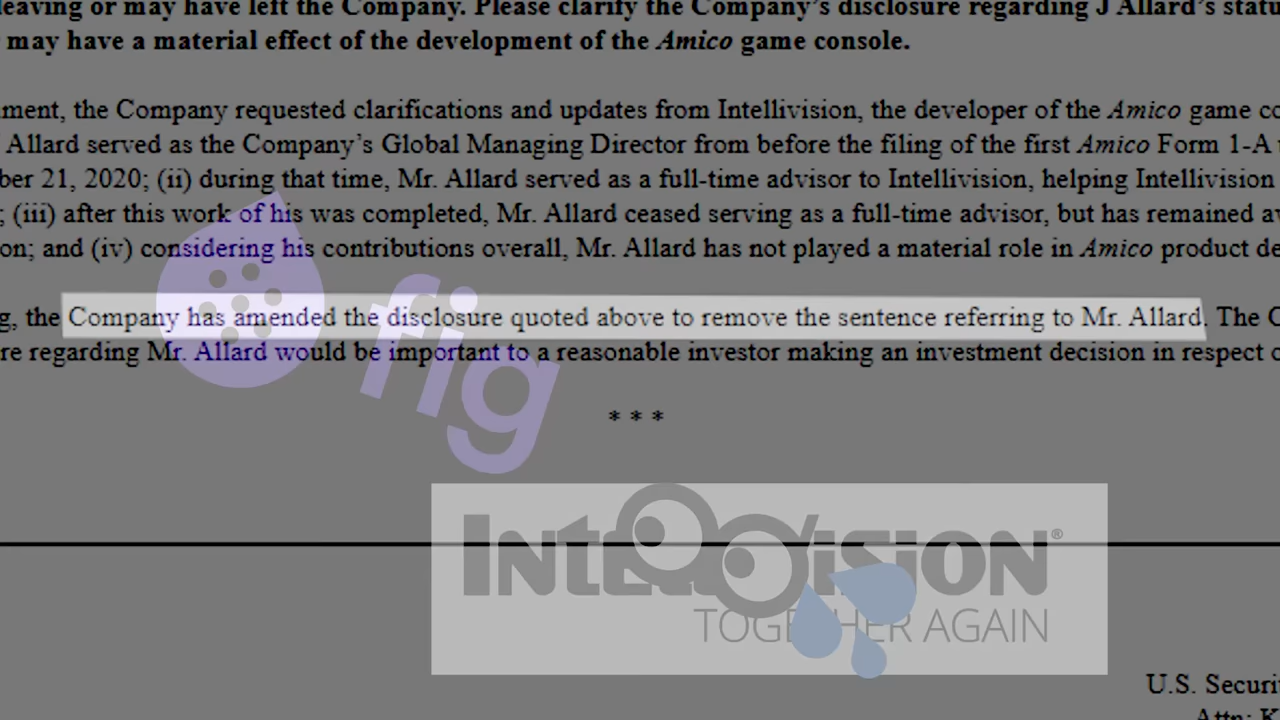 leaving or may have left the Company. Please clarify the Company's disclosure regarding J Allard's statu
may have a material effect of the development of the Amico game console.
ment, the Company requested clarifications and updates from Intellivision, the developer of the Amico game co
Allard served as the Company's Global Managing Director from before the filing of the first Amico Form 1-A
ber 21, 2020; (ii) during that time, Mr. Allard served as a full-time advisor to Intellivision, helping Intellivision
; (iii) after this work of his was completed, Mr. Allard ceased serving as a full-time advisor, but has remained av
on; and (iv) considering his contributions overall, Mr. Allard has not played a material role in Amico product de
g, the Company has amended the disclosure quoted above to remove the sentence referring to Mr. Allard. The C
re regarding Mr. Allard would be important to a reasonable investor making an investment decision in respect o
fig
* * *
INTELLIVISION®
TOGETHER AGAIN
U.S. Securi
Attn: K